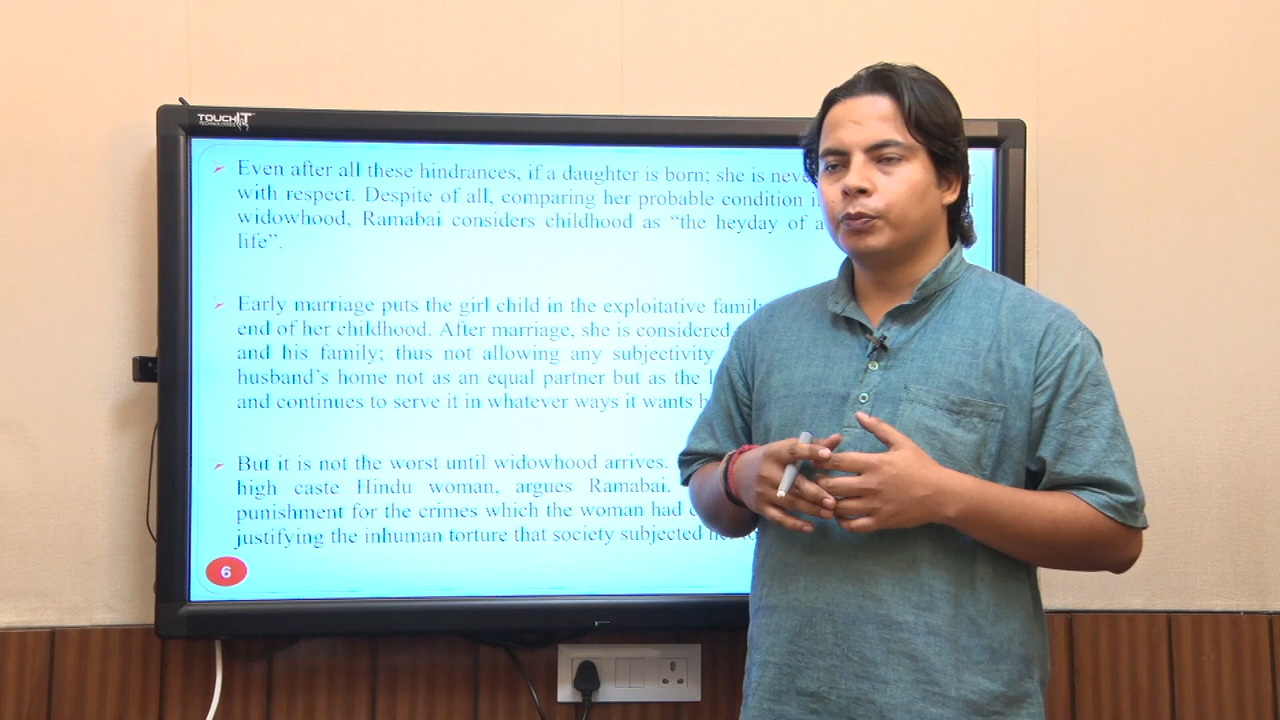 TOUCHIT
TECHNOLOGIES
Even after all these hindrances, if a daughter is born; she is
with respect. Despite of all, comparing her probable condition
widowhood, Ramabai considers childhood as “the heyday of a
life”.
Early marriage puts the girl child in the exploitative
end of her childhood. After marriage, she is considered
and his family; thus not allowing any subjectivity
husband’s home not as an equal partner but as the
and continues to serve it in whatever ways it wants
But it is not the worst until widowhood arrives.
high caste Hindu woman, argues Ramabai.
punishment for the crimes which the woman had
justifying the inhuman torture that society subjected
6